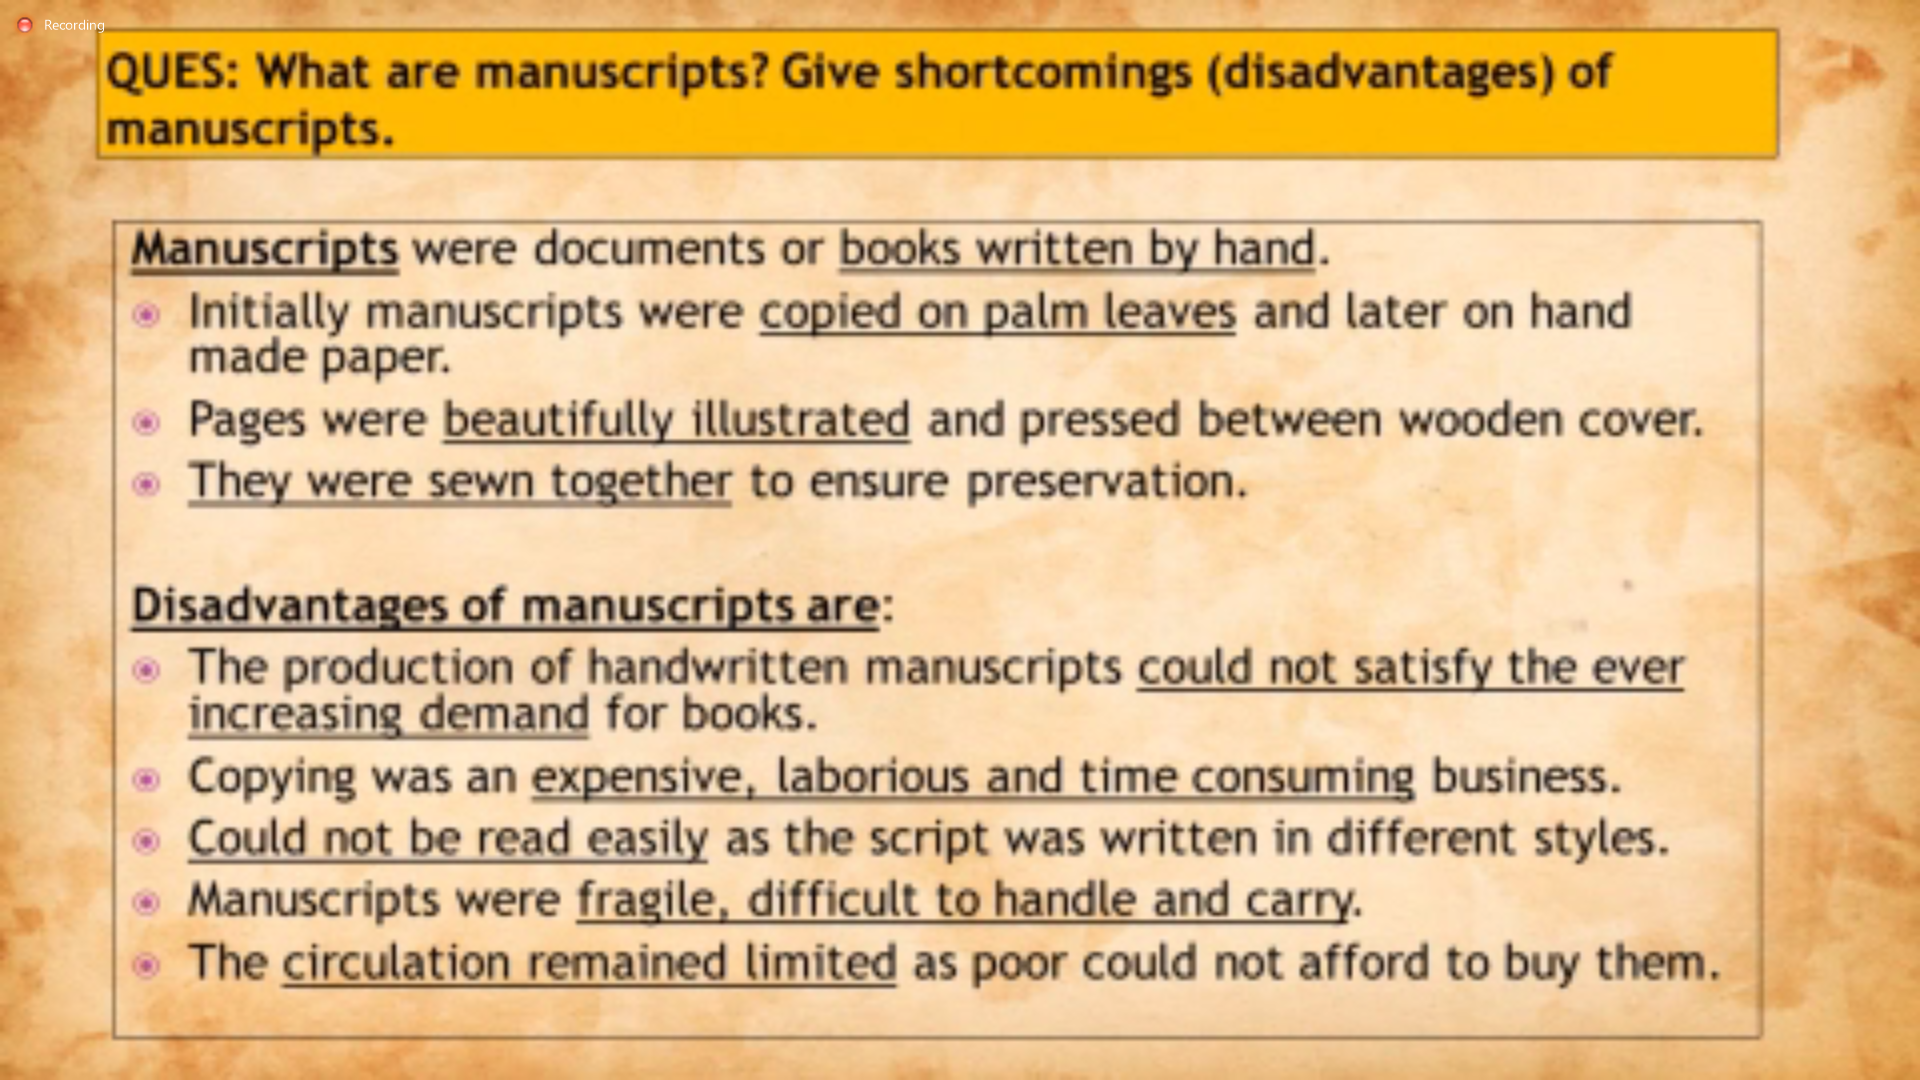 Recording
QUES: What are manuscripts? Give shortcomings (disadvantages) of
manuscripts.
Manuscripts were documents or books written by hand.
Initially manuscripts were copied on palm leaves and later on hand
made paper.
Pages were beautifully illustrated and pressed between wooden cover.
They were sewn together to ensure preservation.
Disadvantages of manuscripts are:
The production of handwritten manuscripts could not satisfy the ever
increasing demand for books.
Copying was an expensive, laborious and time consuming business.
Could not be read easily as the script was written in different styles.
Manuscripts were fragile, difficult to handle and carry.
The circulation remained limited as poor could not afford to buy them.